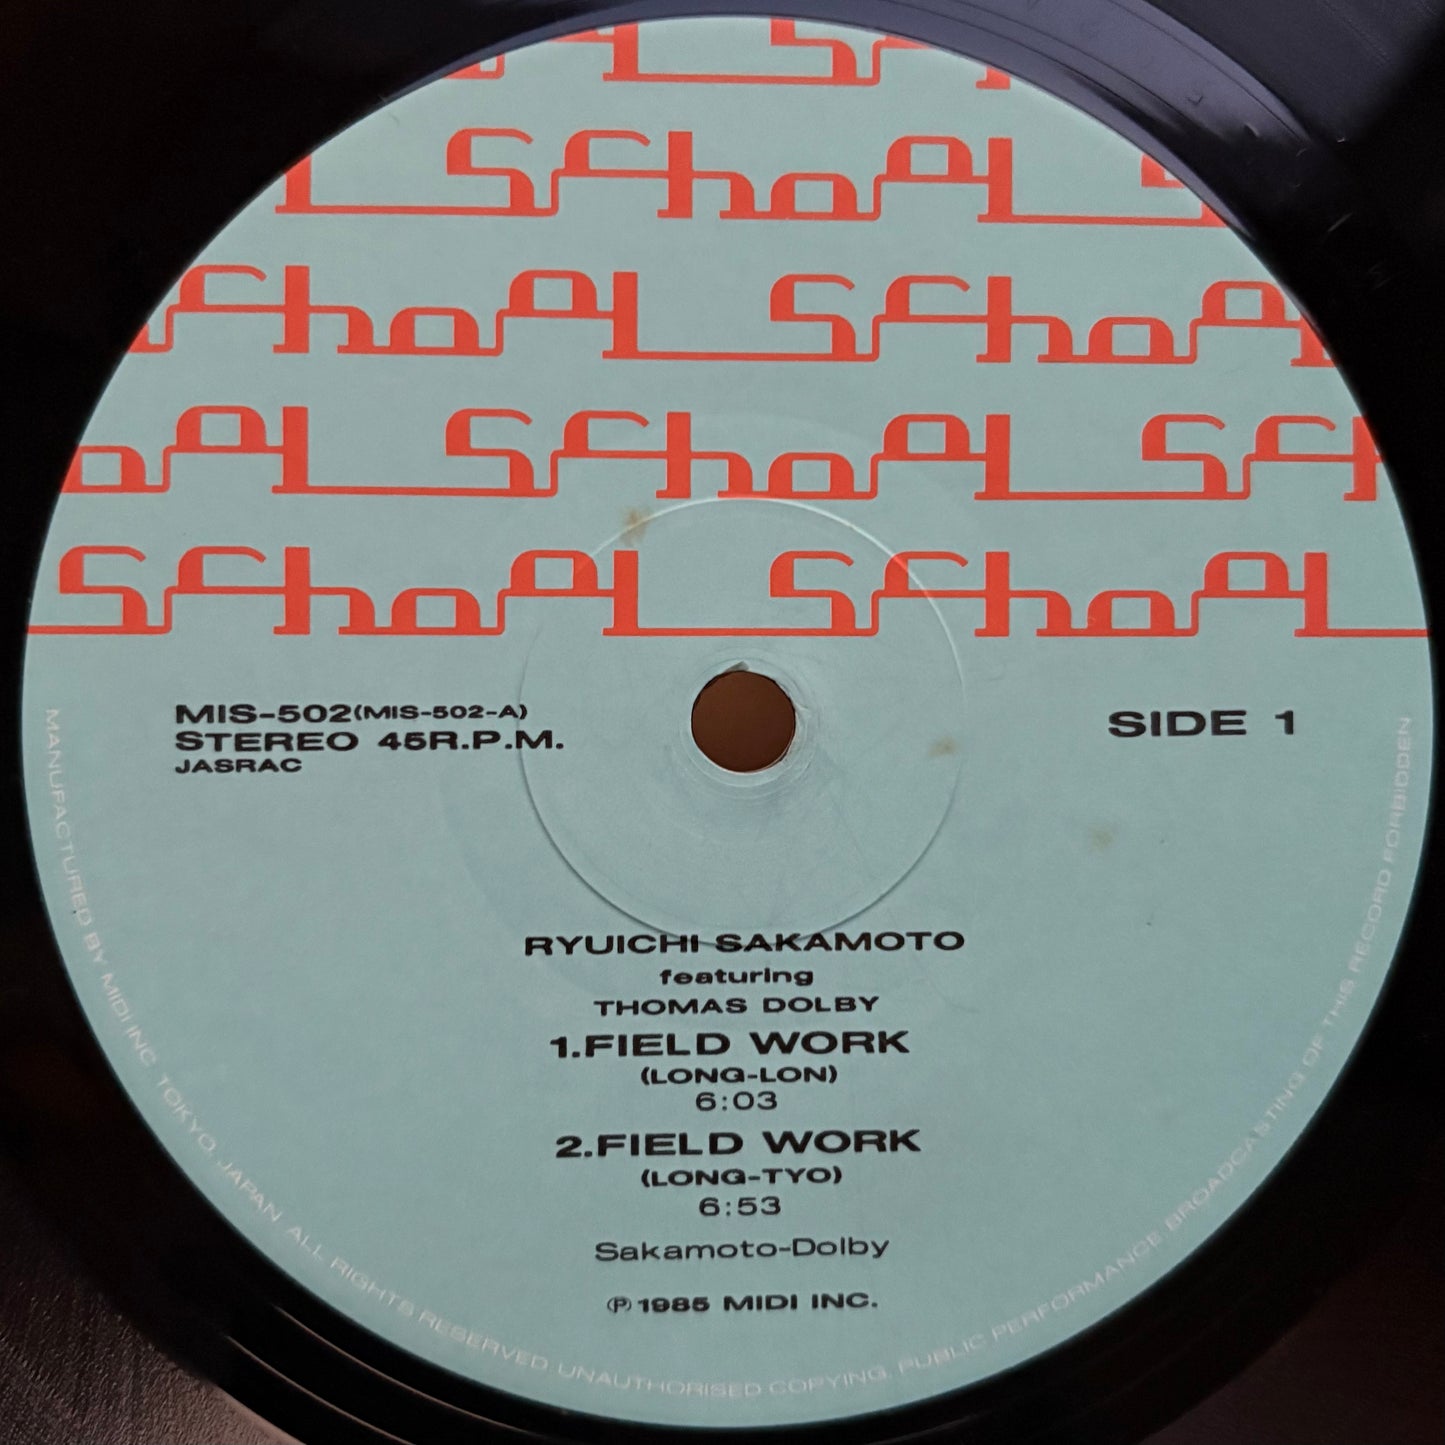 School
School School
School School School
School School
MIS-502(MIS-502-A)
STEREO 45R.P.M.
JASRAC
SIDE 1
RYUICHI SAKAMOTO
featuring
THOMAS DOLBY
1.FIELD WORK
(LONG-LON)
6:03
2.FIELD WORK
(LONG-TYO)
6:53
Sakamoto-Dolby
Ⓟ1985 MIDI INC.
MANUFACTURED BY MIDI INC. TOKYO, JAPAN ALL RIGHTS RESERVED. UNAUTHORISED COPYING, PUBLIC PERFORMANCE BROADCASTING OF THIS RECORD FORBIDDEN